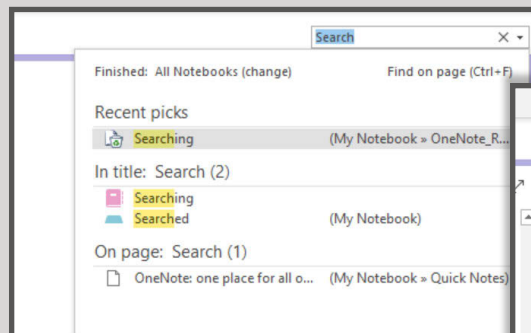 Search
Finished: All Notebooks (change) Find on page (Ctrl+F)
Recent picks
Searching (My Notebook » OneNote_R...
In title: Search (2)
Searching
Searched (My Notebook)
On page: Search (1)
OneNote: one place for all o... (My Notebook » Quick Notes)